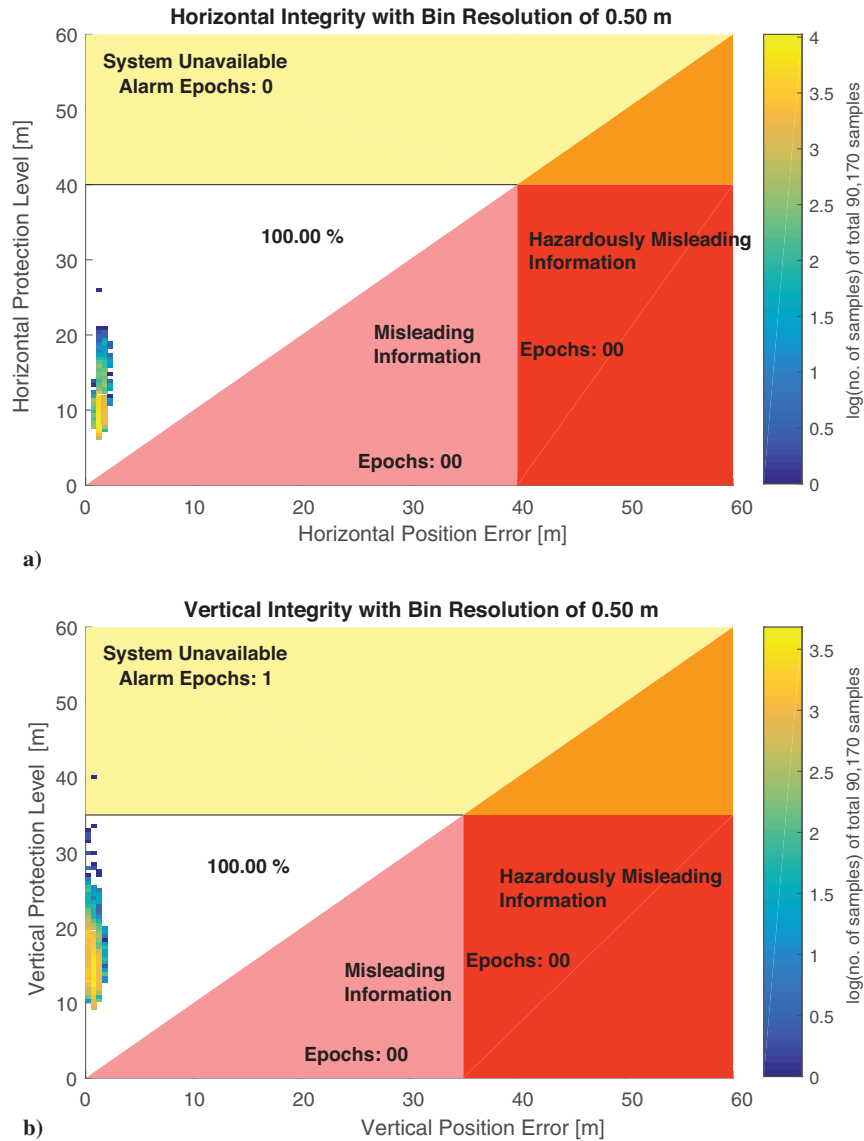 Horizontal Integrity with Bin Resolution of 0.50 m
60
50
40
30
20
10
0
Horizontal Protection Level [m]
System Unavailable
Alarm Epochs: 0
100.00 %
Hazardously Misleading
Information
Misleading
Information
Epochs: 00
Epochs: 00
0 10 20 30 40 50 60
Horizontal Position Error [m]
4
3.5
3
2.5
2
1.5
1
0.5
0
log(no. of samples) of total 90,170 samples
a)
Vertical Integrity with Bin Resolution of 0.50 m
60
50
40
30
20
10
0
Vertical Protection Level [m]
System Unavailable
Alarm Epochs: 1
100.00 %
Hazardously Misleading
Information
Epochs: 00
Misleading
Information
Epochs: 00
0 10 20 30 40 50 60
Vertical Position Error [m]
3.5
3
2.5
2
1.5
1
0.5
0
log(no. of samples) of total 90,170 samples
b)